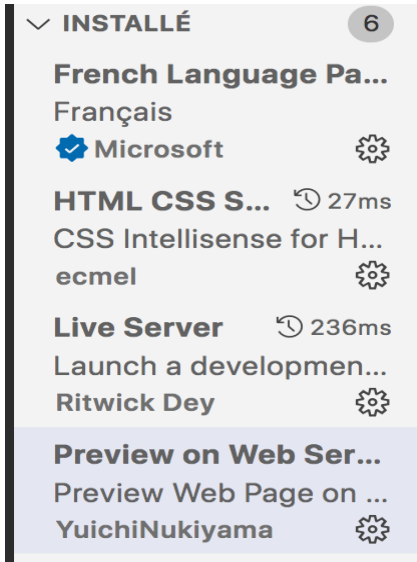 INSTALLÉ 6
French Language Pa...
Français
Microsoft
HTML CSS S... 27ms
CSS Intellisense for H...
ecmel
Live Server 236ms
Launch a developmen...
Ritwick Dey
Preview on Web Ser...
Preview Web Page on ...
YuichiNukiyama